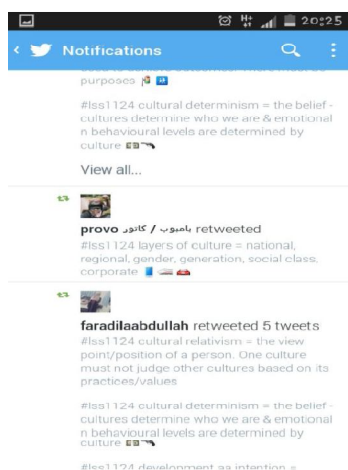 20:25
Notifications
purposes
#lss1124 cultural determinism = the belief -
cultures determine who we are & emotional
n behavioural levels are determined by
culture
View all...
provo بامبوب / كاتور retweeted
#lss1124 layers of culture = national,
regional, gender, generation, social class,
corporate
faradilaabdullah retweeted 5 tweets
#lss1124 cultural relativism = the view
point/position of a person. One culture
must not judge other cultures based on its
practices/values
#lss1124 cultural determinism = the belief -
cultures determine who we are & emotional
n behavioural levels are determined by
culture
#lss1124 development as intention =